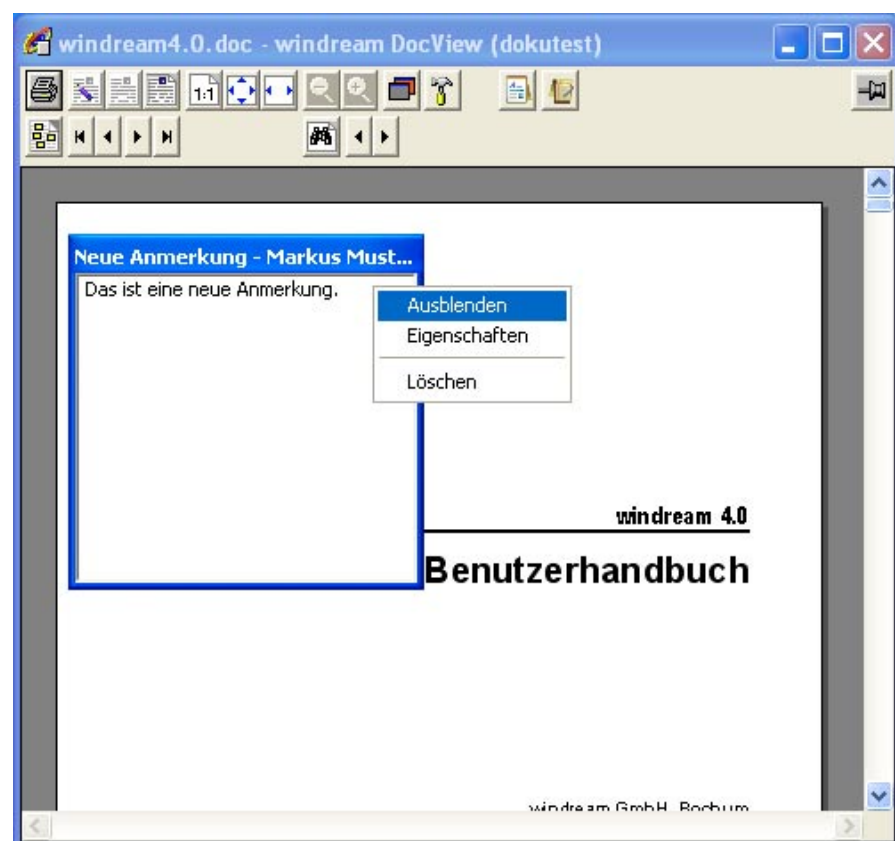 windream4.0.doc - windream DocView (dokutest)
1:1
Neue Anmerkung - Markus Must...
Das ist eine neue Anmerkung.
Ausblenden
Eigenschaften
Löschen
windream 4.0
Benutzerhandbuch
windream GmbH, Bochum